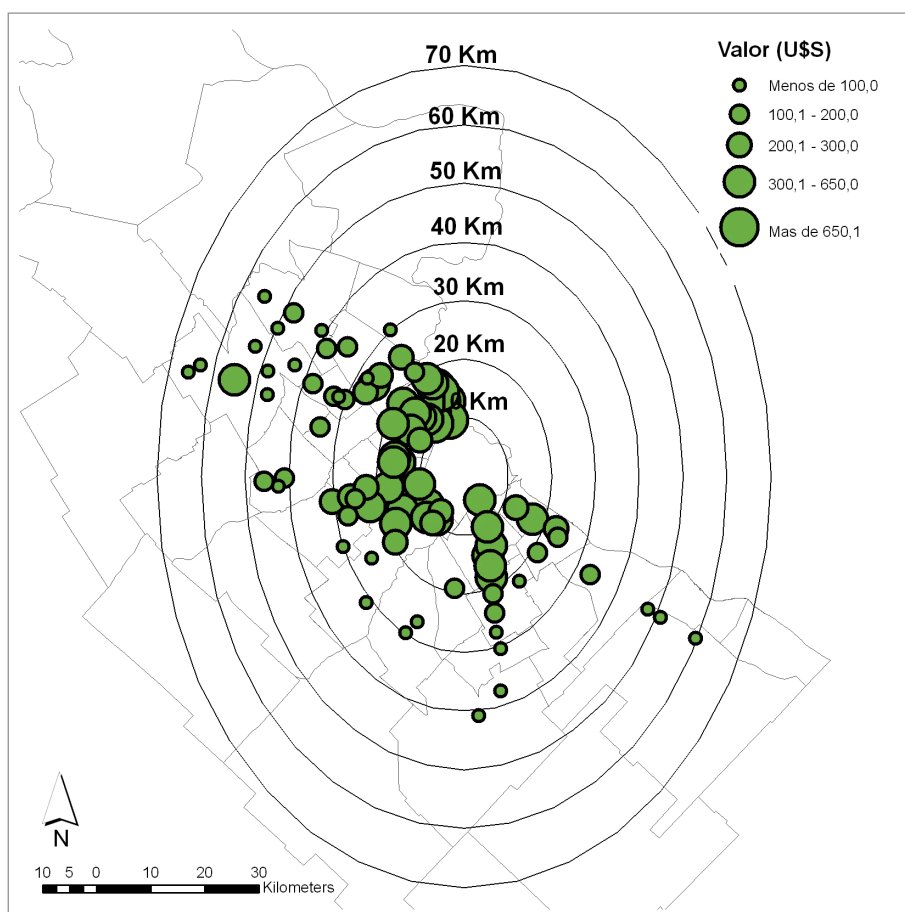 70 Km
60 Km
50 Km
40 Km
30 Km
20 Km
0 Km
Valor (U$S)
Menos de 100,0
100,1 - 200,0
200,1 - 300,0
300,1 - 650,0
Mas de 650,1
N
10 5 0 10 20 30
Kilometers